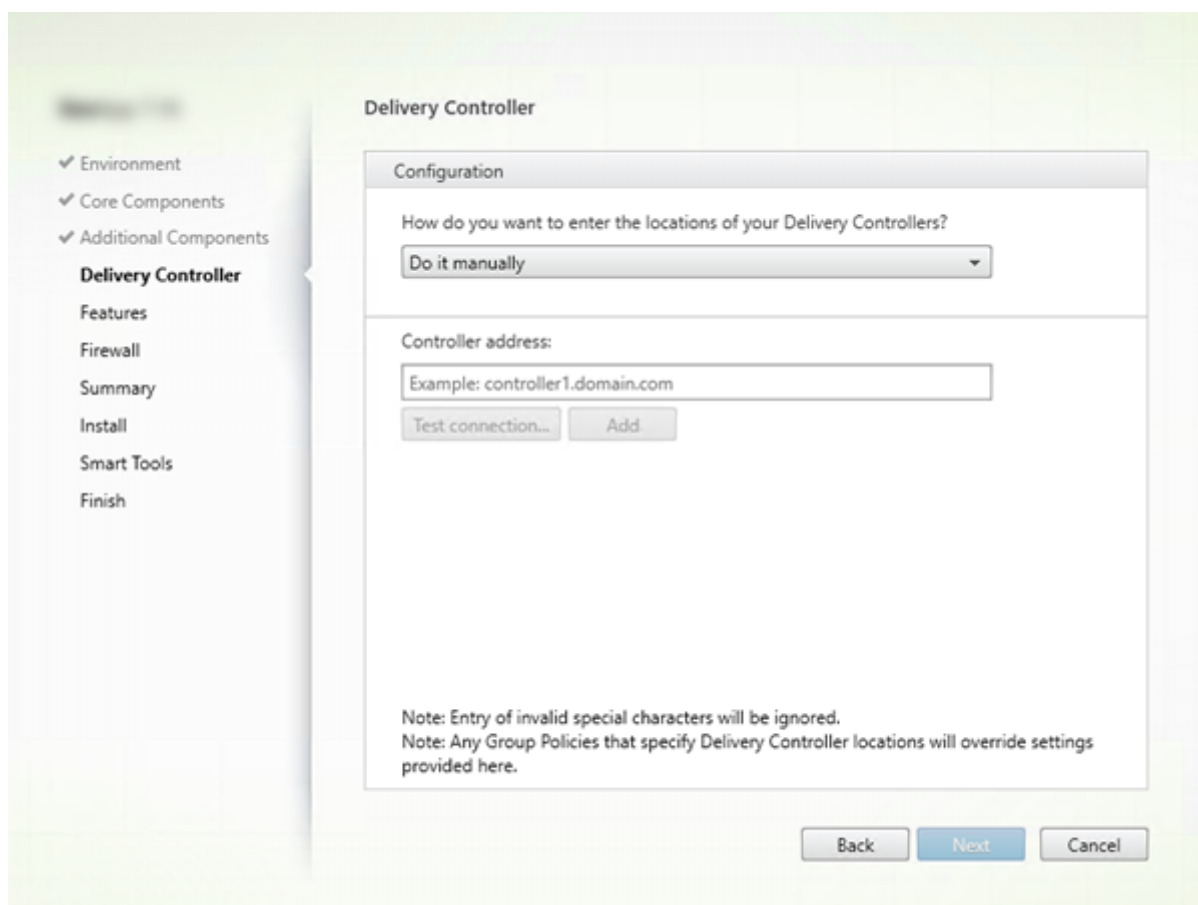 Delivery Controller
Environment
Core Components
Additional Components
Delivery Controller
Features
Firewall
Summary
Install
Smart Tools
Finish
Configuration
How do you want to enter the locations of your Delivery Controllers?
Do it manually
Controller address:
Example: controller1.domain.com
Test connection... Add
Note: Entry of invalid special characters will be ignored.
Note: Any Group Policies that specify Delivery Controller locations will override settings
provided here.
Back Next Cancel